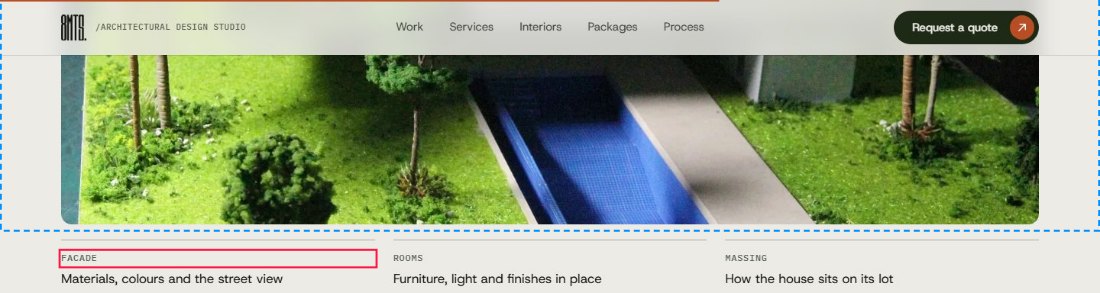 8MTS.
/ARCHITECTURAL DESIGN STUDIO
Work
Services
Interiors
Packages
Process
Request a quote
FACADE
Materials, colours and the street view
ROOMS
Furniture, light and finishes in place
MASSING
How the house sits on its lot